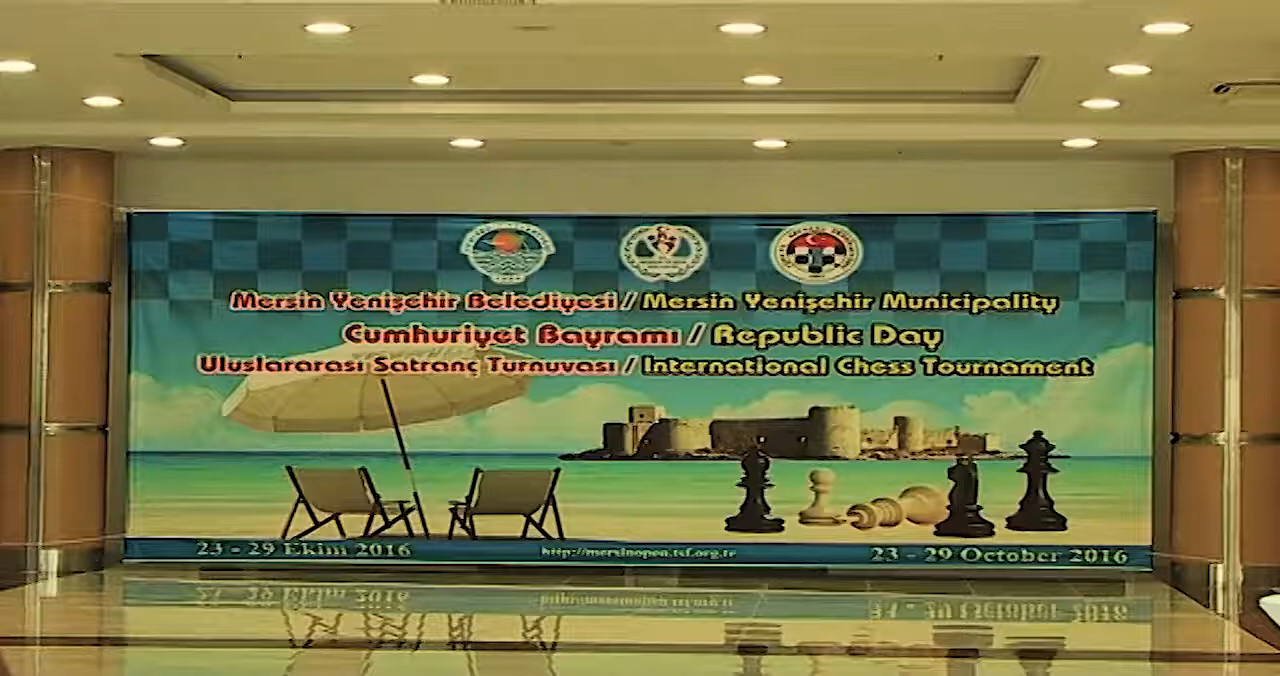 Mersin Yenişehir Belediyesi / Mersin Yenişehir Municipality
Cumhuriyet Bayramı / Republic Day
Uluslararası Satranç Turnuvası / International Chess Tournament
23 - 29 Ekim 2016 http://mersinopen.tsf.org.tr 23 - 29 October 2016